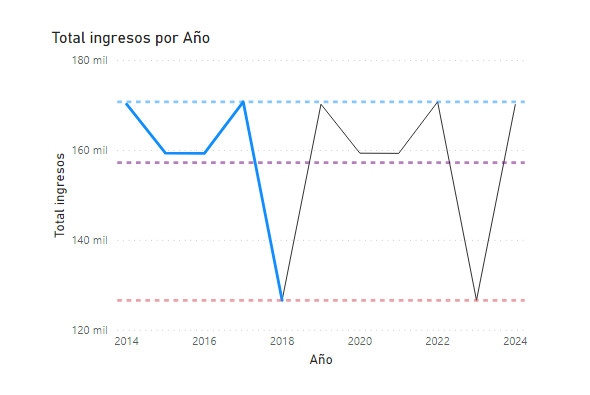 Total ingresos por Año
180 mil
160 mil
140 mil
120 mil
Total ingresos
2014 2016 2018 2020 2022 2024
Año